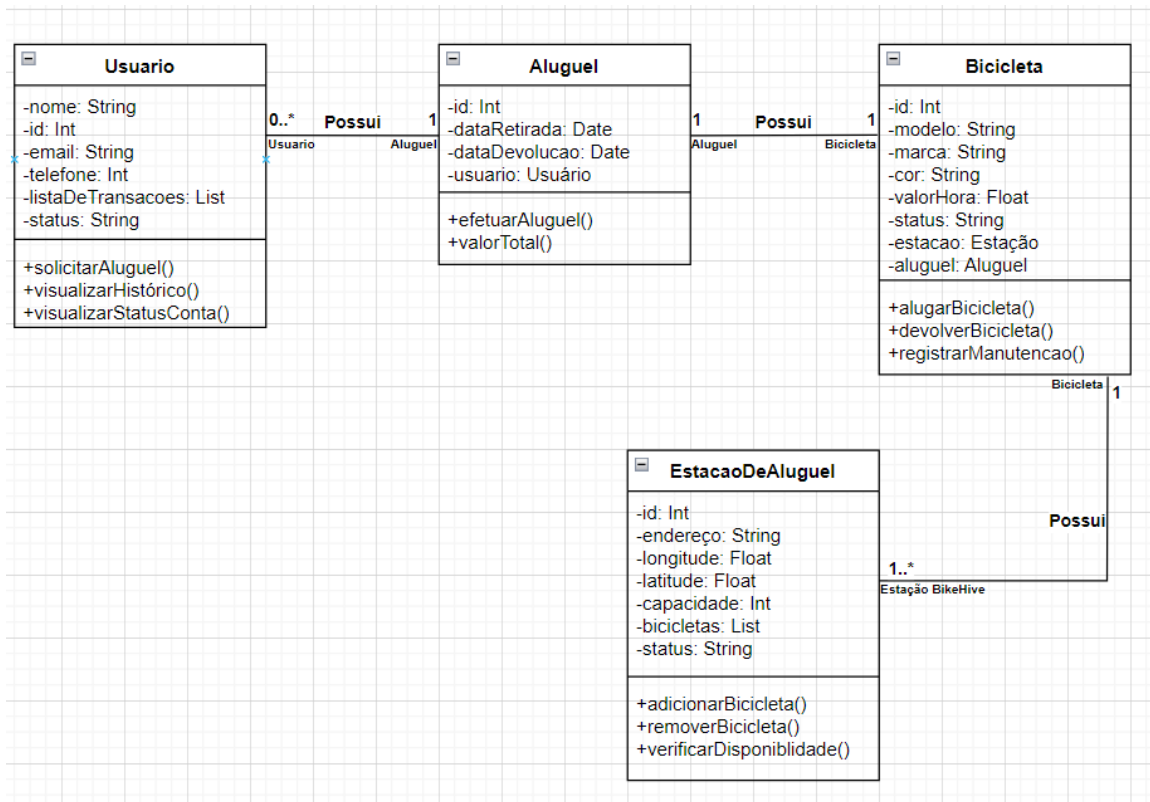 Usuario
-nome: String
-id: Int
-email: String
-telefone: Int
-listaDeTransacoes: List
-status: String
+solicitarAluguel()
+visualizarHistórico()
+visualizarStatusConta()
0..* Possui 1
Usuario Aluguel
Aluguel
-id: Int
-dataRetirada: Date
-dataDevolucao: Date
-usuario: Usuário
+efetuarAluguel()
+valorTotal()
1 Possui 1
Aluguel Bicicleta
Bicicleta
-id: Int
-modelo: String
-marca: String
-cor: String
-valorHora: Float
-status: String
-estacao: Estação
-aluguel: Aluguel
+alugarBicicleta()
+devolverBicicleta()
+registrarManutencao()
Bicicleta 1
Possui
1..*
Estação BikeHive
EstacaoDeAluguel
-id: Int
-endereço: String
-longitude: Float
-latitude: Float
-capacidade: Int
-bicicletas: List
-status: String
+adicionarBicicleta()
+removerBicicleta()
+verificarDisponiblidade()